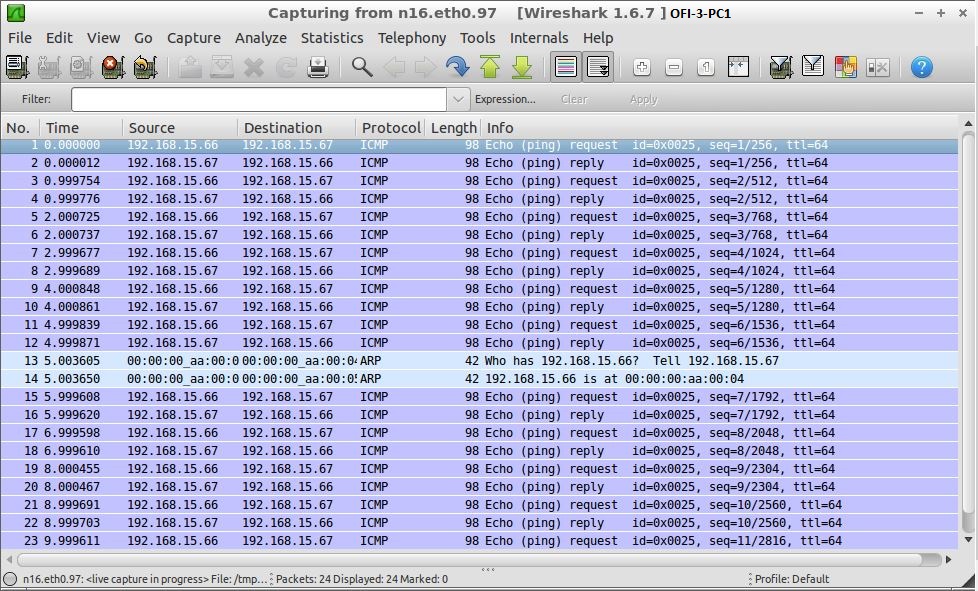 Capturing from n16.eth0.97 [Wireshark 1.6.7 ] OFI-3-PC1
File Edit View Go Capture Analyze Statistics Telephony Tools Internals Help
Filter: Expression... Clear Apply
No. Time Source Destination Protocol Length Info
1 0.000000 192.168.15.66 192.168.15.67 ICMP 98 Echo (ping) request id=0x0025, seq=1/256, ttl=64
2 0.000012 192.168.15.67 192.168.15.66 ICMP 98 Echo (ping) reply id=0x0025, seq=1/256, ttl=64
3 0.999754 192.168.15.66 192.168.15.67 ICMP 98 Echo (ping) request id=0x0025, seq=2/512, ttl=64
4 0.999776 192.168.15.67 192.168.15.66 ICMP 98 Echo (ping) reply id=0x0025, seq=2/512, ttl=64
5 2.000725 192.168.15.66 192.168.15.67 ICMP 98 Echo (ping) request id=0x0025, seq=3/768, ttl=64
6 2.000737 192.168.15.67 192.168.15.66 ICMP 98 Echo (ping) reply id=0x0025, seq=3/768, ttl=64
7 2.999677 192.168.15.66 192.168.15.67 ICMP 98 Echo (ping) request id=0x0025, seq=4/1024, ttl=64
8 2.999689 192.168.15.67 192.168.15.66 ICMP 98 Echo (ping) reply id=0x0025, seq=4/1024, ttl=64
9 4.000848 192.168.15.66 192.168.15.67 ICMP 98 Echo (ping) request id=0x0025, seq=5/1280, ttl=64
10 4.000861 192.168.15.67 192.168.15.66 ICMP 98 Echo (ping) reply id=0x0025, seq=5/1280, ttl=64
11 4.999839 192.168.15.66 192.168.15.67 ICMP 98 Echo (ping) request id=0x0025, seq=6/1536, ttl=64
12 4.999871 192.168.15.67 192.168.15.66 ICMP 98 Echo (ping) reply id=0x0025, seq=6/1536, ttl=64
13 5.003605 00:00:00_aa:00:0 00:00:00_aa:00:04 ARP 42 Who has 192.168.15.66? Tell 192.168.15.67
14 5.003650 00:00:00_aa:00:0 00:00:00_aa:00:05 ARP 42 192.168.15.66 is at 00:00:00:aa:00:04
15 5.999608 192.168.15.66 192.168.15.67 ICMP 98 Echo (ping) request id=0x0025, seq=7/1792, ttl=64
16 5.999620 192.168.15.67 192.168.15.66 ICMP 98 Echo (ping) reply id=0x0025, seq=7/1792, ttl=64
17 6.999598 192.168.15.66 192.168.15.67 ICMP 98 Echo (ping) request id=0x0025, seq=8/2048, ttl=64
18 6.999610 192.168.15.67 192.168.15.66 ICMP 98 Echo (ping) reply id=0x0025, seq=8/2048, ttl=64
19 8.000455 192.168.15.66 192.168.15.67 ICMP 98 Echo (ping) request id=0x0025, seq=9/2304, ttl=64
20 8.000467 192.168.15.67 192.168.15.66 ICMP 98 Echo (ping) reply id=0x0025, seq=9/2304, ttl=64
21 8.999691 192.168.15.66 192.168.15.67 ICMP 98 Echo (ping) request id=0x0025, seq=10/2560, ttl=64
22 8.999703 192.168.15.67 192.168.15.66 ICMP 98 Echo (ping) reply id=0x0025, seq=10/2560, ttl=64
23 9.999611 192.168.15.66 192.168.15.67 ICMP 98 Echo (ping) request id=0x0025, seq=11/2816, ttl=64
n16.eth0.97: <live capture in progress> File: /tmp... Packets: 24 Displayed: 24 Marked: 0 Profile: Default